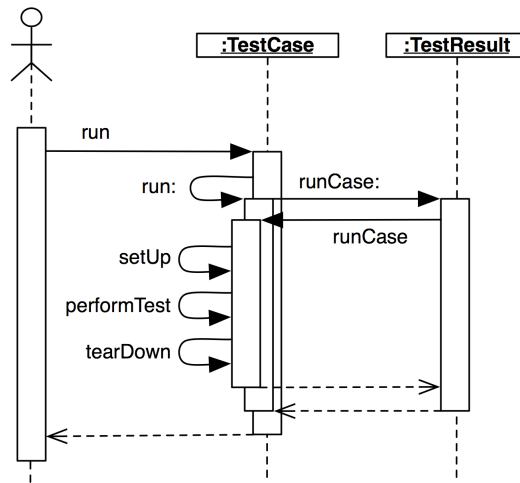 :TestCase
:TestResult
run
run:
runCase:
runCase
setUp
performTest
tearDown